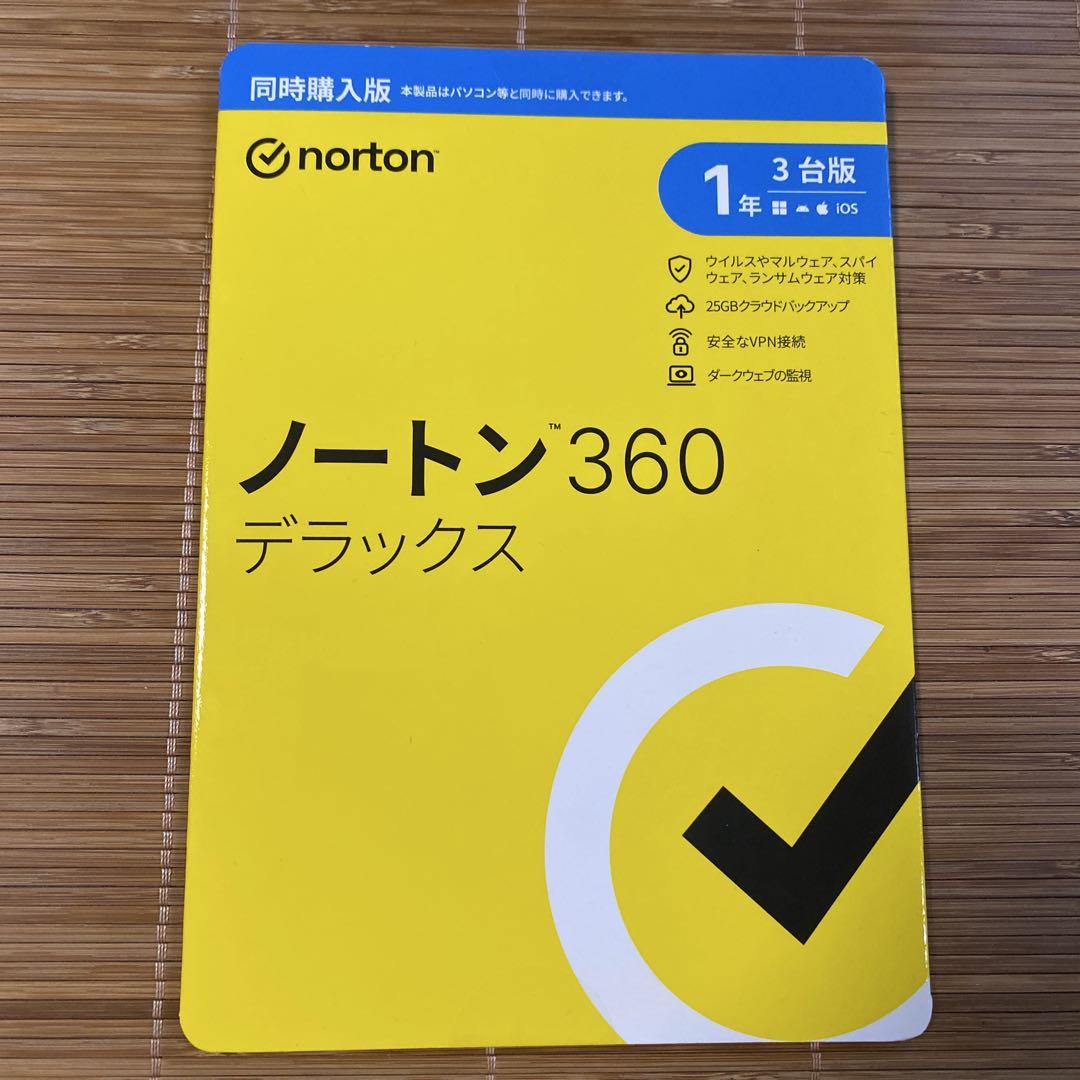 同時購入版 本製品はパソコン等と同時に購入できます。
norton™
1年 3台版
iOS
ウイルスやマルウェア、スパイ
ウェア、ランサムウェア対策
25GBクラウドバックアップ
安全なVPN接続
ダークウェブの監視
ノートン™ 360
デラックス